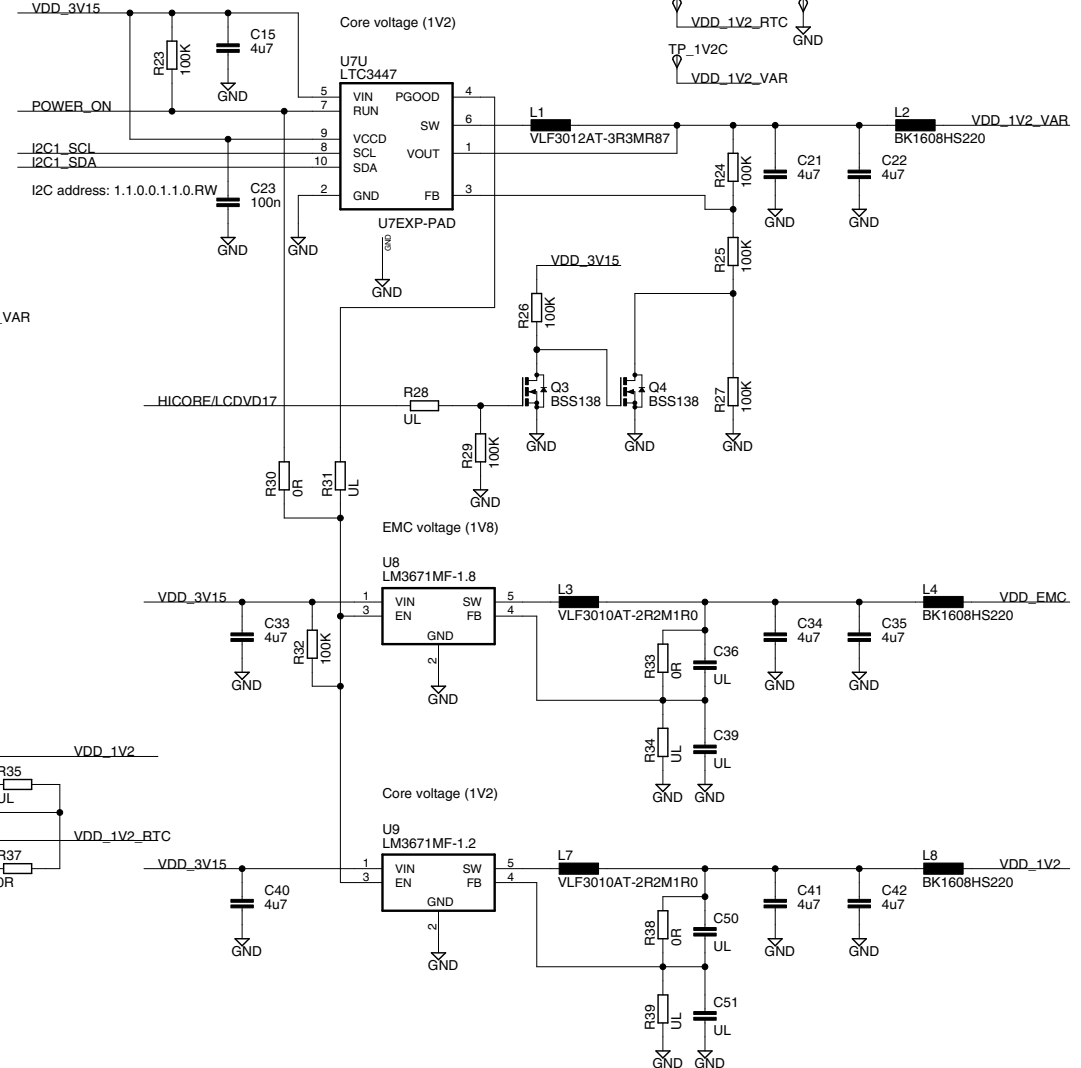 VDD_3V15
Core voltage (1V2)
VDD_1V2_RTC
GND
TP_1V2C
VDD_1V2_VAR
R23
100K
C15
4u7
GND
U7U
LTC3447
POWER_ON
5
VIN
PGOOD
4
7
RUN
SW
6
9
VCCD
8
SCL
VOUT
1
10
SDA
2
GND
FB
3
I2C1_SCL
I2C1_SDA
I2C address: 1.1.0.0.1.1.0.RW
C23
100n
GND
GND
U7EXP-PAD
GND
GND
L1
VLF3012AT-3R3MR87
L2
BK1608HS220
VDD_1V2_VAR
R24
100K
C21
4u7
GND
C22
4u7
GND
R25
100K
_VAR
VDD_3V15
R26
100K
Q3
BSS138
GND
Q4
BSS138
GND
R27
100K
GND
HICORE/LCDVD17
R28
UL
R29
100K
GND
R30
0R
R31
UL
EMC voltage (1V8)
U8
LM3671MF-1.8
VDD_3V15
1
VIN
SW
5
3
EN
FB
4
GND
2
GND
C33
4u7
GND
R32
100K
L3
VLF3010AT-2R2M1R0
L4
BK1608HS220
VDD_EMC
R33
0R
C36
UL
C34
4u7
GND
C35
4u7
GND
R34
UL
C39
UL
GND
GND
VDD_1V2
R35
UL
VDD_1V2_RTC
R37
0R
Core voltage (1V2)
U9
LM3671MF-1.2
VDD_3V15
1
VIN
SW
5
3
EN
FB
4
GND
2
GND
C40
4u7
GND
L7
VLF3010AT-2R2M1R0
L8
BK1608HS220
VDD_1V2
R38
0R
C50
UL
C41
4u7
GND
C42
4u7
GND
R39
UL
C51
UL
GND
GND